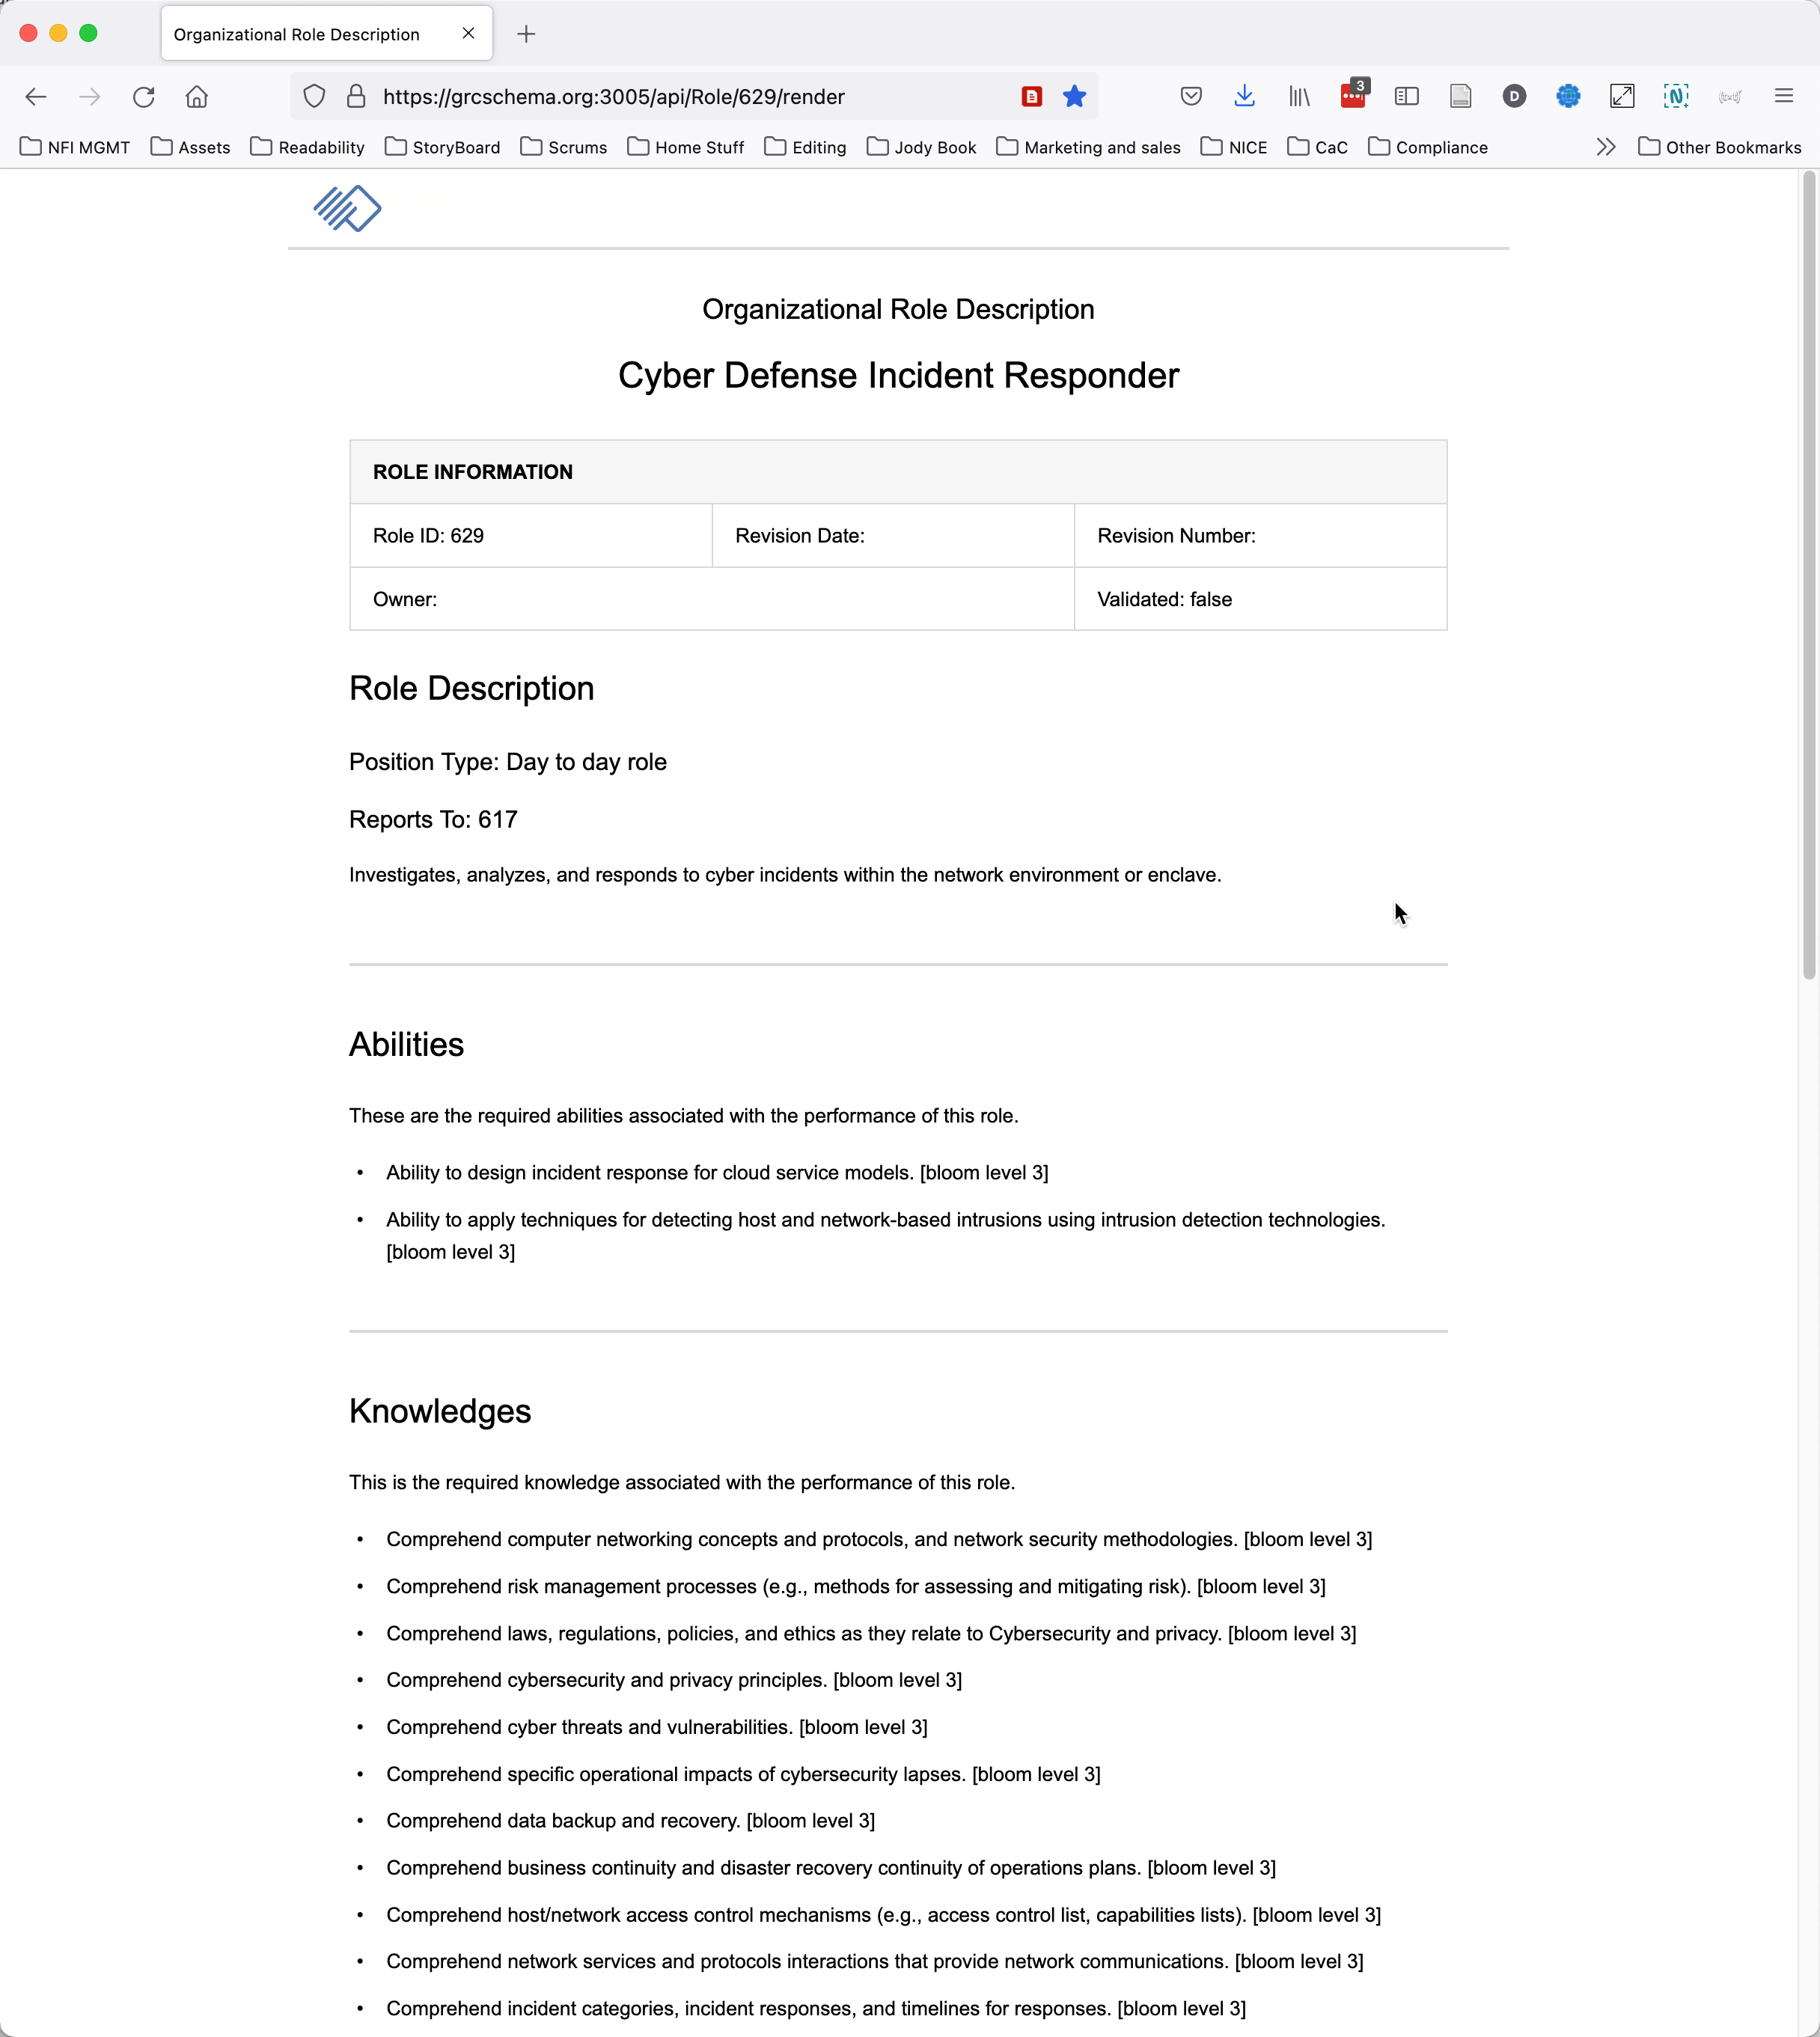 Organizational Role Description
https://grcschema.org:3005/api/Role/629/render
3
D
NFI MGMT
Assets
Readability
StoryBoard
Scrums
Home Stuff
Editing
Jody Book
Marketing and sales
NICE
CaC
Compliance
Other Bookmarks
Organizational Role Description
Cyber Defense Incident Responder
ROLE INFORMATION
Role ID: 629
Revision Date:
Revision Number:
Owner:
Validated: false
Role Description
Position Type: Day to day role
Reports To: 617
Investigates, analyzes, and responds to cyber incidents within the network environment or enclave.
Abilities
These are the required abilities associated with the performance of this role.
• Ability to design incident response for cloud service models. [bloom level 3]
• Ability to apply techniques for detecting host and network-based intrusions using intrusion detection technologies.
[bloom level 3]
Knowledges
This is the required knowledge associated with the performance of this role.
• Comprehend computer networking concepts and protocols, and network security methodologies. [bloom level 3]
• Comprehend risk management processes (e.g., methods for assessing and mitigating risk). [bloom level 3]
• Comprehend laws, regulations, policies, and ethics as they relate to Cybersecurity and privacy. [bloom level 3]
• Comprehend cybersecurity and privacy principles. [bloom level 3]
• Comprehend cyber threats and vulnerabilities. [bloom level 3]
• Comprehend specific operational impacts of cybersecurity lapses. [bloom level 3]
• Comprehend data backup and recovery. [bloom level 3]
• Comprehend business continuity and disaster recovery continuity of operations plans. [bloom level 3]
• Comprehend host/network access control mechanisms (e.g., access control list, capabilities lists). [bloom level 3]
• Comprehend network services and protocols interactions that provide network communications. [bloom level 3]
• Comprehend incident categories, incident responses, and timelines for responses. [bloom level 3]